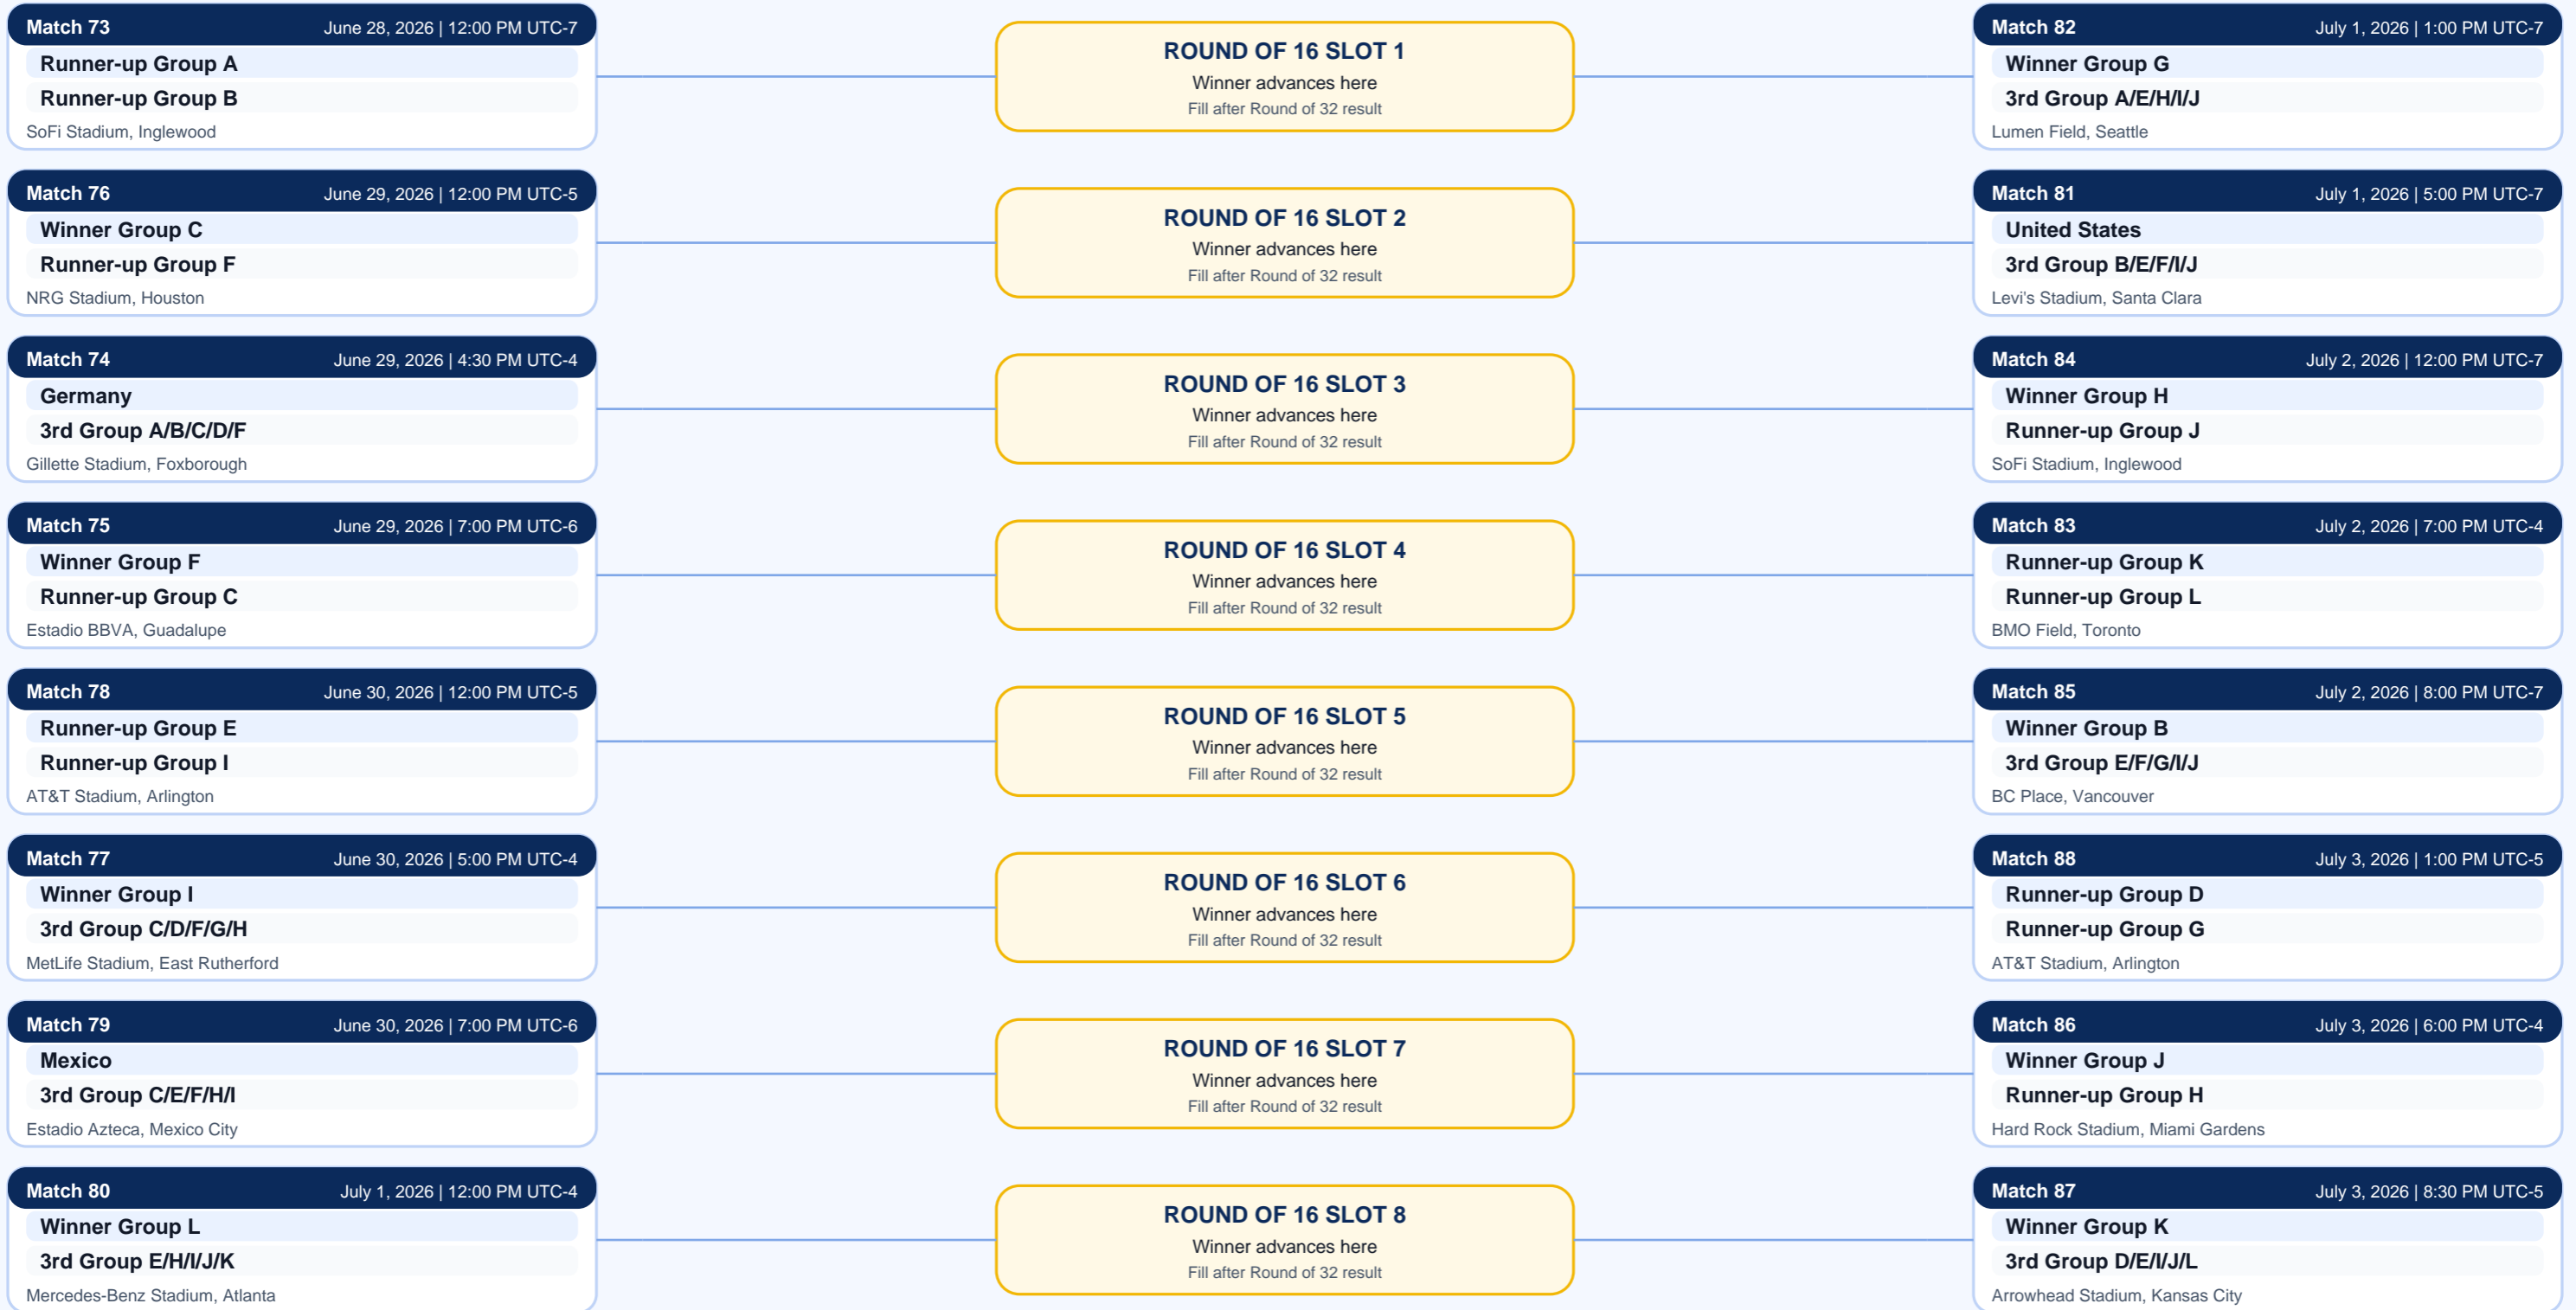 Match 73 June 28, 2026 | 12:00 PM UTC-7
Runner-up Group A
Runner-up Group B
SoFi Stadium, Inglewood
Match 76 June 29, 2026 | 12:00 PM UTC-5
Winner Group C
Runner-up Group F
NRG Stadium, Houston
Match 74 June 29, 2026 | 4:30 PM UTC-4
Germany
3rd Group A/B/C/D/F
Gillette Stadium, Foxborough
Match 75 June 29, 2026 | 7:00 PM UTC-6
Winner Group F
Runner-up Group C
Estadio BBVA, Guadalupe
Match 78 June 30, 2026 | 12:00 PM UTC-5
Runner-up Group E
Runner-up Group I
AT&T Stadium, Arlington
Match 77 June 30, 2026 | 5:00 PM UTC-4
Winner Group I
3rd Group C/D/F/G/H
MetLife Stadium, East Rutherford
Match 79 June 30, 2026 | 7:00 PM UTC-6
Mexico
3rd Group C/E/F/H/I
Estadio Azteca, Mexico City
Match 80 July 1, 2026 | 12:00 PM UTC-4
Winner Group L
3rd Group E/H/I/J/K
Mercedes-Benz Stadium, Atlanta
ROUND OF 16 SLOT 1
Winner advances here
Fill after Round of 32 result
ROUND OF 16 SLOT 2
Winner advances here
Fill after Round of 32 result
ROUND OF 16 SLOT 3
Winner advances here
Fill after Round of 32 result
ROUND OF 16 SLOT 4
Winner advances here
Fill after Round of 32 result
ROUND OF 16 SLOT 5
Winner advances here
Fill after Round of 32 result
ROUND OF 16 SLOT 6
Winner advances here
Fill after Round of 32 result
ROUND OF 16 SLOT 7
Winner advances here
Fill after Round of 32 result
ROUND OF 16 SLOT 8
Winner advances here
Fill after Round of 32 result
Match 82 July 1, 2026 | 1:00 PM UTC-7
Winner Group G
3rd Group A/E/H/I/J
Lumen Field, Seattle
Match 81 July 1, 2026 | 5:00 PM UTC-7
United States
3rd Group B/E/F/I/J
Levi's Stadium, Santa Clara
Match 84 July 2, 2026 | 12:00 PM UTC-7
Winner Group H
Runner-up Group J
SoFi Stadium, Inglewood
Match 83 July 2, 2026 | 7:00 PM UTC-4
Runner-up Group K
Runner-up Group L
BMO Field, Toronto
Match 85 July 2, 2026 | 8:00 PM UTC-7
Winner Group B
3rd Group E/F/G/I/J
BC Place, Vancouver
Match 88 July 3, 2026 | 1:00 PM UTC-5
Runner-up Group D
Runner-up Group G
AT&T Stadium, Arlington
Match 86 July 3, 2026 | 6:00 PM UTC-4
Winner Group J
Runner-up Group H
Hard Rock Stadium, Miami Gardens
Match 87 July 3, 2026 | 8:30 PM UTC-5
Winner Group K
3rd Group D/E/I/J/L
Arrowhead Stadium, Kansas City